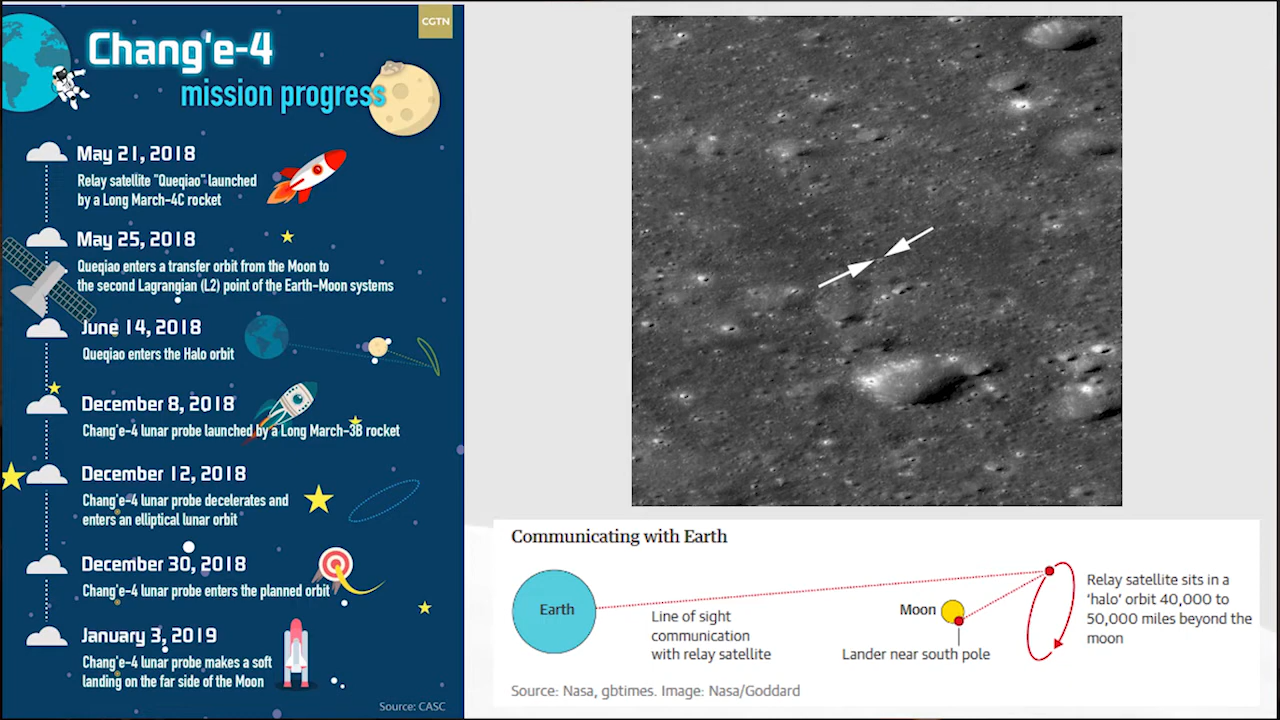 CGTN
Chang'e-4
mission progress
May 21, 2018
Relay satellite "Queqiao" launched
by a Long March-4C rocket
May 25, 2018
Queqiao enters a transfer orbit from the Moon to
the second Lagrangian (L2) point of the Earth-Moon systems
June 14, 2018
Queqiao enters the Halo orbit
December 8, 2018
Chang'e-4 lunar probe launched by a Long March-3B rocket
December 12, 2018
Chang'e-4 lunar probe decelerates and
enters an elliptical lunar orbit
December 30, 2018
Chang'e-4 lunar probe enters the planned orbit
January 3, 2019
Chang'e-4 lunar probe makes a soft
landing on the far side of the Moon
Source: CASC
Communicating with Earth
Earth
Line of sight
communication
with relay satellite
Moon
Lander near south pole
Relay satellite sits in a
‘halo’ orbit 40,000 to
50,000 miles beyond the
moon
Source: Nasa, gbtimes. Image: Nasa/Goddard